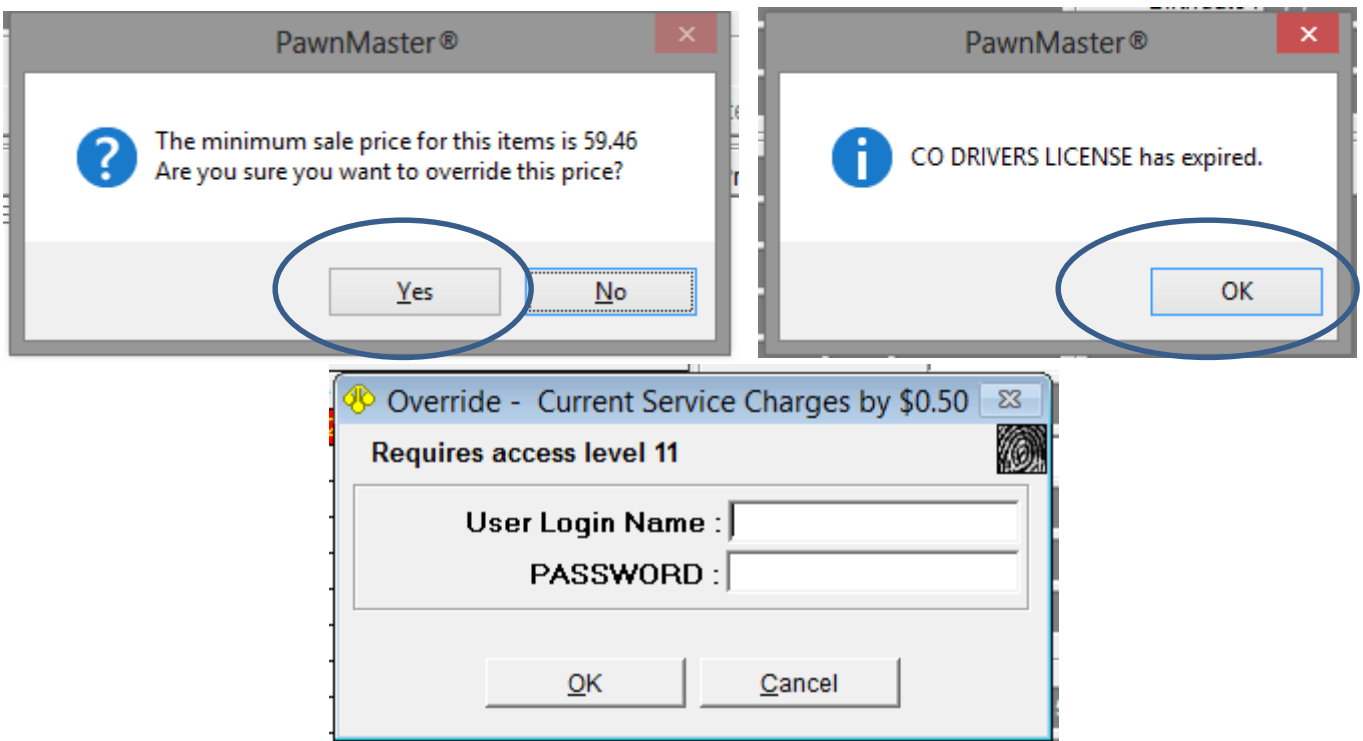 PawnMaster®
The minimum sale price for this items is 59.46
Are you sure you want to override this price?
Yes
No
PawnMaster®
CO DRIVERS LICENSE has expired.
OK
Override - Current Service Charges by $0.50
Requires access level 11
User Login Name :
PASSWORD :
OK
Cancel